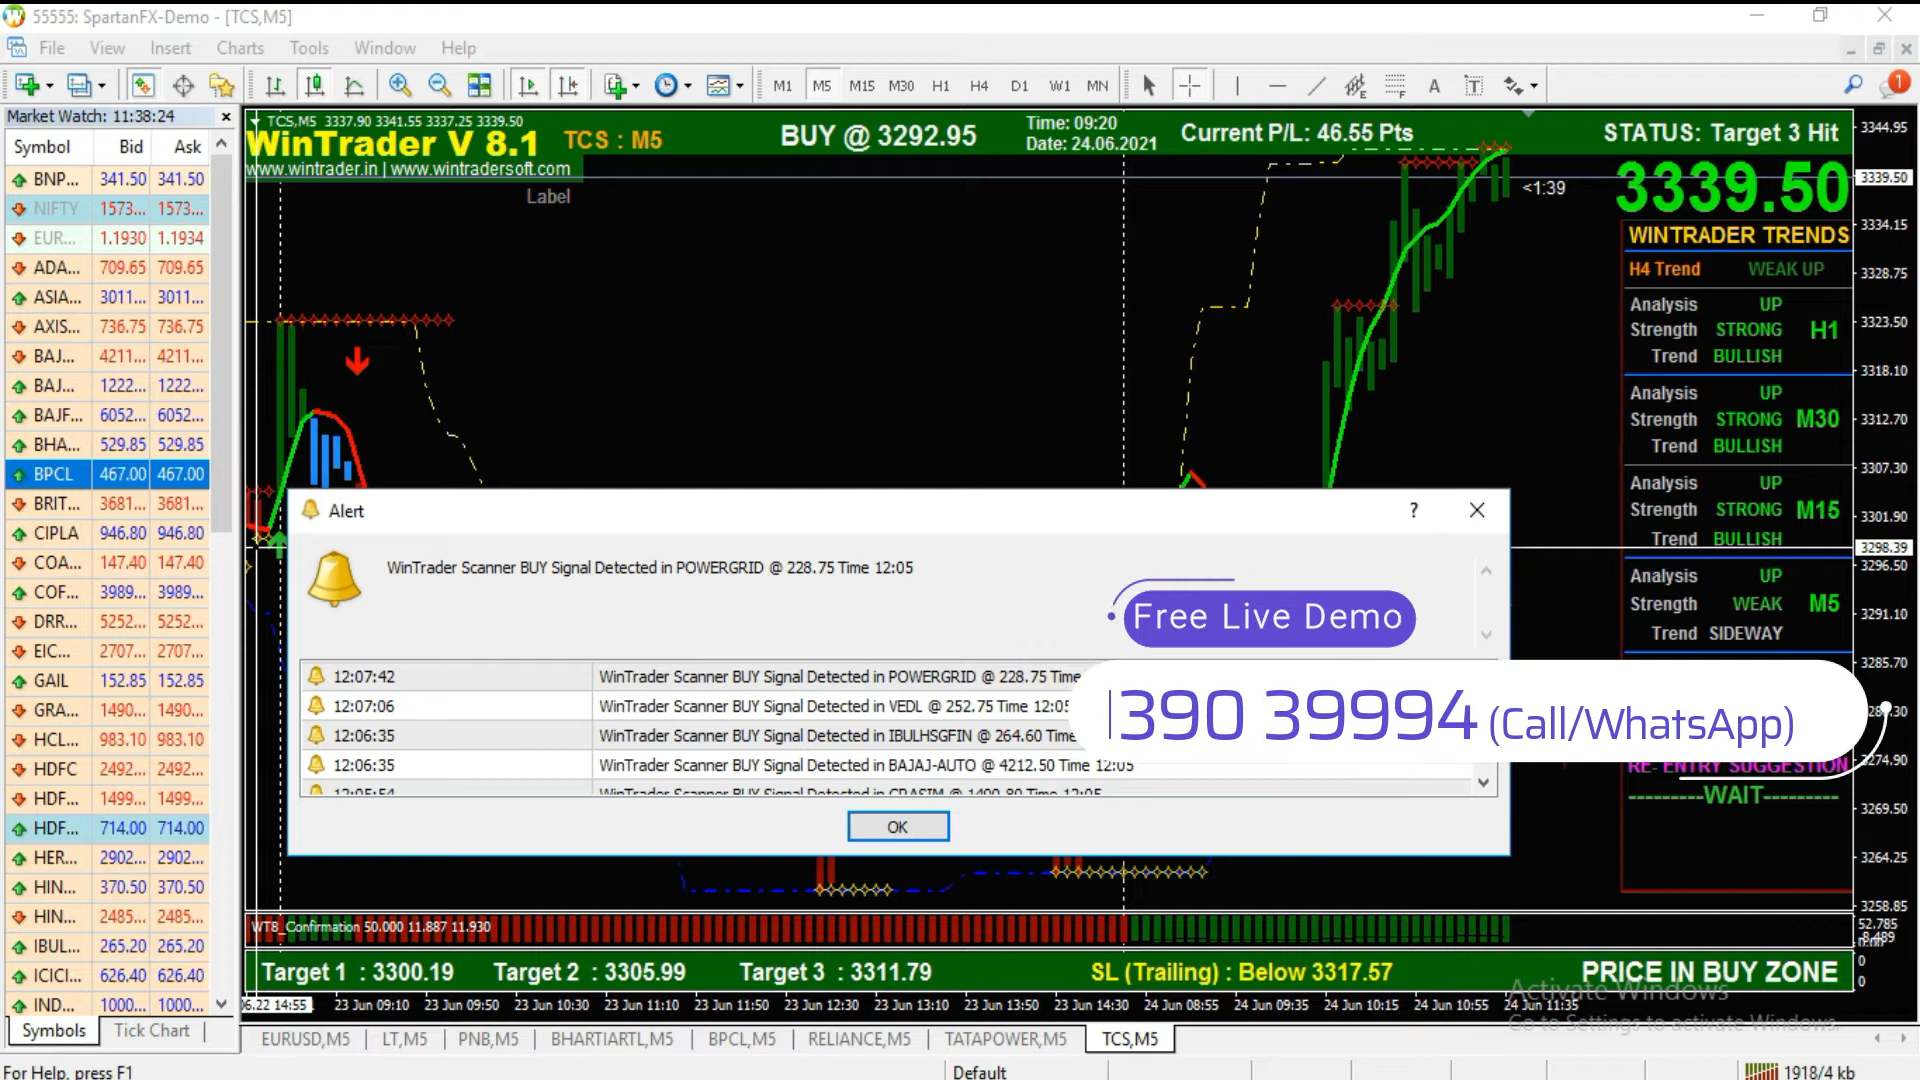 55555: SpartanFX-Demo - [TCS,M5]
File View Insert Charts Tools Window Help
M1 M5 M15 M30 H1 H4 D1 W1 MN
1
Market Watch: 11:38:24
Symbol Bid Ask
BNP... 341.50 341.50
NIFTY 1573... 1573...
EUR... 1.1930 1.1934
ADA... 709.65 709.65
ASIA... 3011... 3011...
AXIS... 736.75 736.75
BAJ... 4211... 4211...
BAJ... 1222... 1222...
BAJF... 6052... 6052...
BHA... 529.85 529.85
BPCL 467.00 467.00
BRIT... 3681... 3681...
CIPLA 946.80 946.80
COA... 147.40 147.40
COF... 3989... 3989...
DRR... 5252... 5252...
EIC... 2707... 2707...
GAIL 152.85 152.85
GRA... 1490... 1490...
HCL... 983.10 983.10
HDFC 2492... 2492...
HDF... 1499... 1499...
HDF... 714.00 714.00
HER... 2902... 2902...
HIN... 370.50 370.50
HIN... 2485... 2485...
IBUL... 265.20 265.20
ICICI... 626.40 626.40
IND... 1000... 1000...
Symbols Tick Chart
TCS,M5 3337.90 3341.55 3337.25 3339.50
WinTrader V 8.1 TCS : M5
www.wintrader.in | www.wintradersoft.com
BUY @ 3292.95
Time: 09:20
Date: 24.06.2021
Current P/L: 46.55 Pts
STATUS: Target 3 Hit
Label
<1:39
3339.50
WINTRADER TRENDS
H4 Trend WEAK UP
Analysis UP
Strength STRONG H1
Trend BULLISH
Analysis UP
Strength STRONG M30
Trend BULLISH
Analysis UP
Strength STRONG M15
Trend BULLISH
Analysis UP
Strength WEAK M5
Trend SIDEWAY
RE- ENTRY SUGGESTION
---------WAIT---------
3344.95
3339.50
3334.15
3328.75
3323.50
3318.10
3312.70
3307.30
3301.90
3298.39
3296.50
3291.10
3285.70
3274.90
3269.50
3264.25
3258.85
52.785
0
0
Alert
?
WinTrader Scanner BUY Signal Detected in POWERGRID @ 228.75 Time 12:05
12:07:42 WinTrader Scanner BUY Signal Detected in POWERGRID @ 228.75 Time
12:07:06 WinTrader Scanner BUY Signal Detected in VEDL @ 252.75 Time 12:05
12:06:35 WinTrader Scanner BUY Signal Detected in IBULHSGFIN @ 264.60 Time
12:06:35 WinTrader Scanner BUY Signal Detected in BAJAJ-AUTO @ 4212.50 Time 12:05
12:05:54 WinTrader Scanner BUY Signal Detected in GRASIM @ 1490.80 Time 12:05
OK
Free Live Demo
390 39994 (Call/WhatsApp)
WT8_Confirmation 50.000 11.887 11.930
Target 1 : 3300.19 Target 2 : 3305.99 Target 3 : 3311.79 SL (Trailing) : Below 3317.57 PRICE IN BUY ZONE
06.22 14:55 23 Jun 09:10 23 Jun 09:50 23 Jun 10:30 23 Jun 11:10 23 Jun 11:50 23 Jun 12:30 23 Jun 13:10 23 Jun 13:50 23 Jun 14:30 24 Jun 08:55 24 Jun 09:35 24 Jun 10:15 24 Jun 10:55 24 Jun 11:35
Activate Windows
Go to Settings to activate Windows.
EURUSD,M5 LT,M5 PNB,M5 BHARTIARTL,M5 BPCL,M5 RELIANCE,M5 TATAPOWER,M5 TCS,M5
For Help, press F1 Default 1918/4 kb